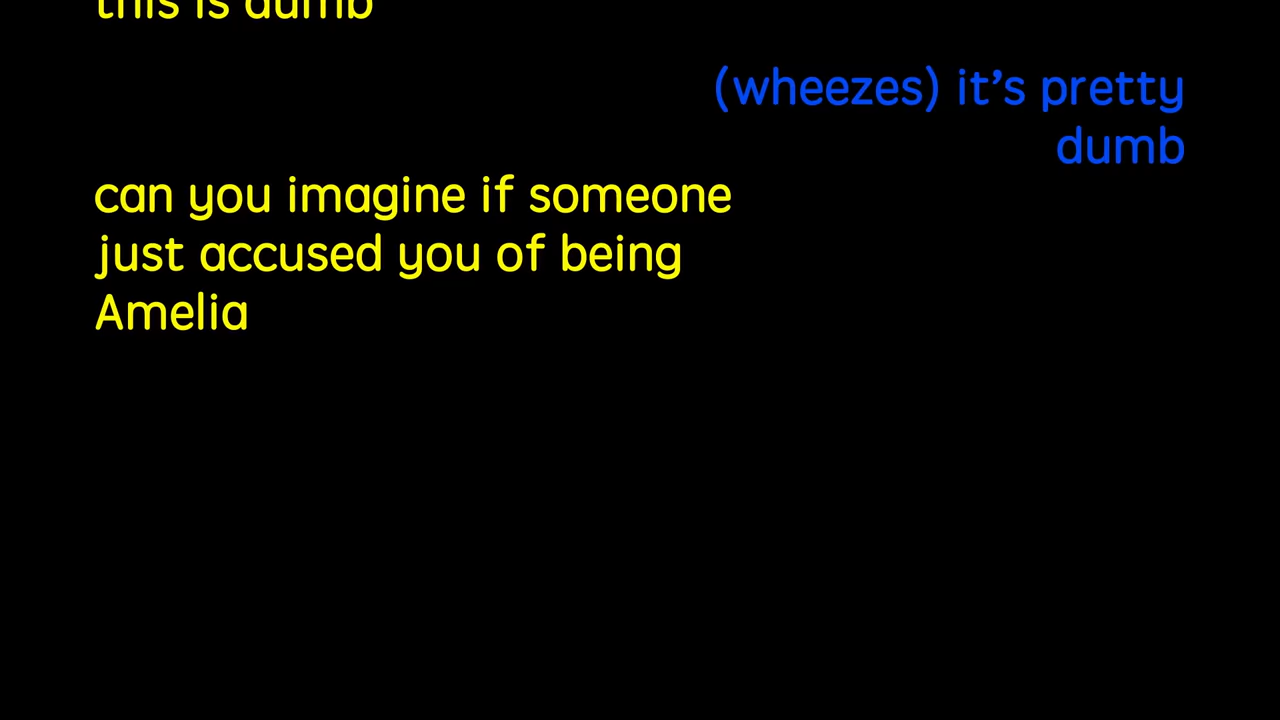 this is dumb
(wheezes) it’s pretty
dumb
can you imagine if someone
just accused you of being
Amelia